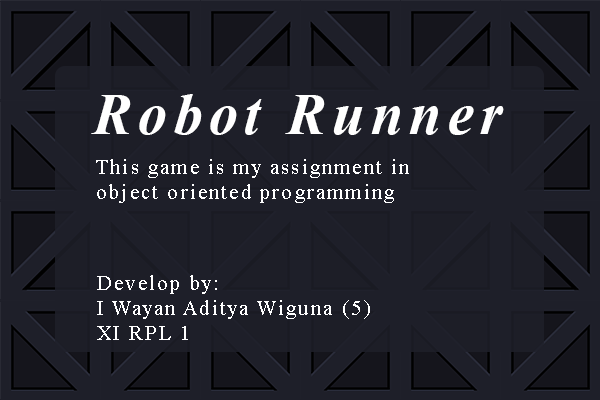 Robot Runner
This game is my assignment in
object oriented programming
Develop by:
I Wayan Aditya Wiguna (5)
XI RPL 1